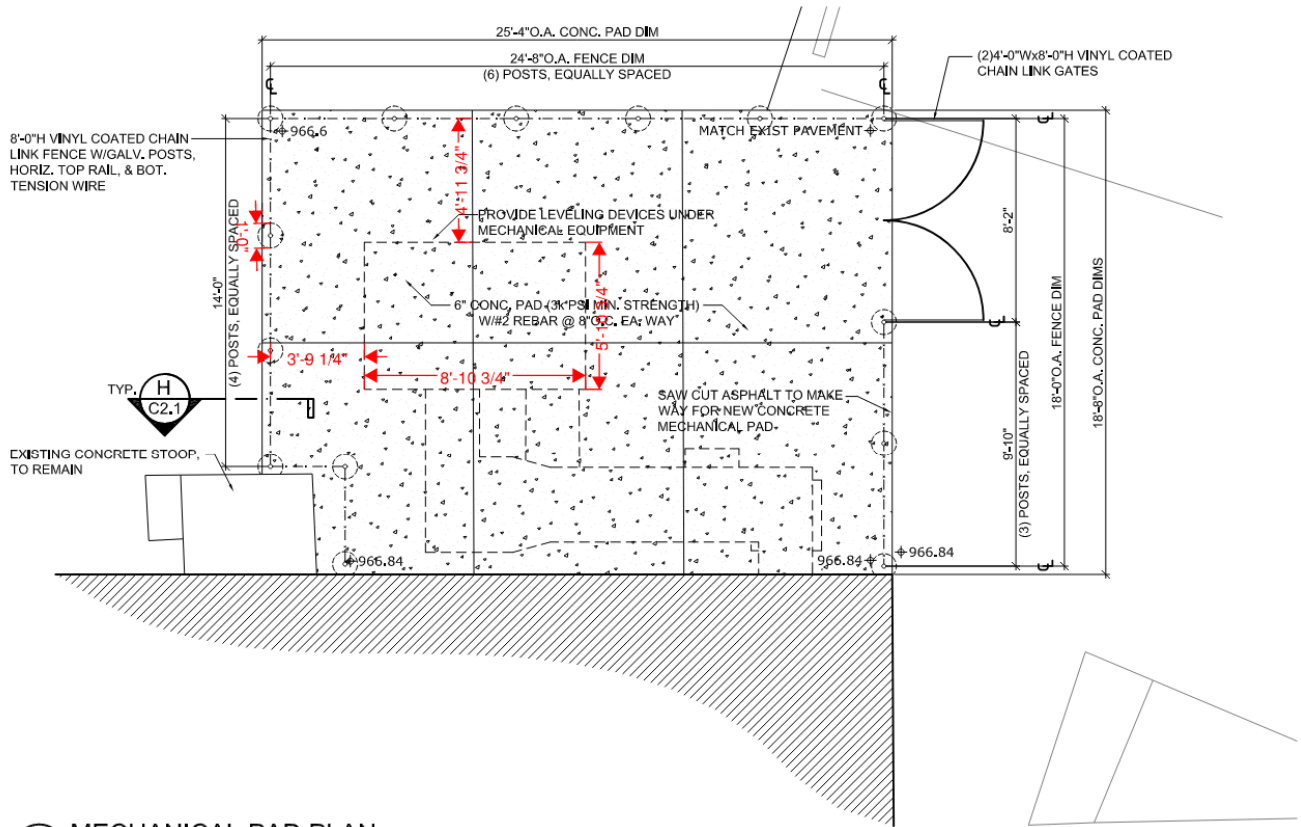 25'-4"O.A. CONC. PAD DIM
24'-8"O.A. FENCE DIM
(6) POSTS, EQUALLY SPACED
(2)4'-0"Wx8'-0"H VINYL COATED
CHAIN LINK GATES
8'-0"H VINYL COATED CHAIN
LINK FENCE W/GALV. POSTS,
HORIZ. TOP RAIL, & BOT.
TENSION WIRE
966.6
MATCH EXIST PAVEMENT
4'-11 3/4"
PROVIDE LEVELING DEVICES UNDER
MECHANICAL EQUIPMENT
1'-0"
14'-0"
(4) POSTS, EQUALLY SPACED
8'-2"
6" CONC. PAD (3k PSI MIN. STRENGTH)
W/#2 REBAR @ 8"O.C. EA. WAY
3/4"
3'-9 1/4"
8'-10 3/4"
TYP.
H
C2.1
SAW CUT ASPHALT TO MAKE
WAY FOR NEW CONCRETE
MECHANICAL PAD
9'-10"
(3) POSTS, EQUALLY SPACED
18'-0"O.A. FENCE DIM
18'-8"O.A. CONC. PAD DIMS
EXISTING CONCRETE STOOP,
TO REMAIN
966.84
966.84
966.84
MECHANICAL PAD PLAN